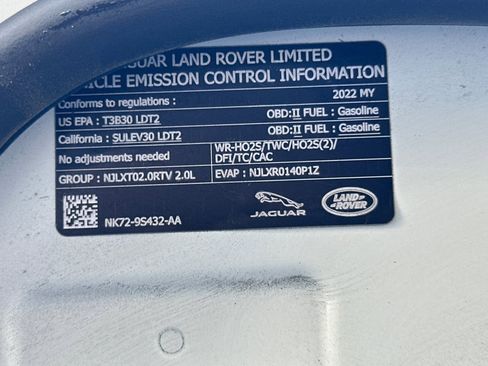 JAGUAR LAND ROVER LIMITED
VEHICLE EMISSION CONTROL INFORMATION
Conforms to regulations: 2022 MY
US EPA : T3B30 LDT2 OBD:II FUEL : Gasoline
California : SULEV30 LDT2 OBD:II FUEL : Gasoline
No adjustments needed WR-HO2S/TWC/HO2S(2)/
DFI/TC/CAC
GROUP : NJLXT02.0RTV 2.0L EVAP : NJLXR0140P1Z
NK72-9S432-AA
JAGUAR
LAND ROVER